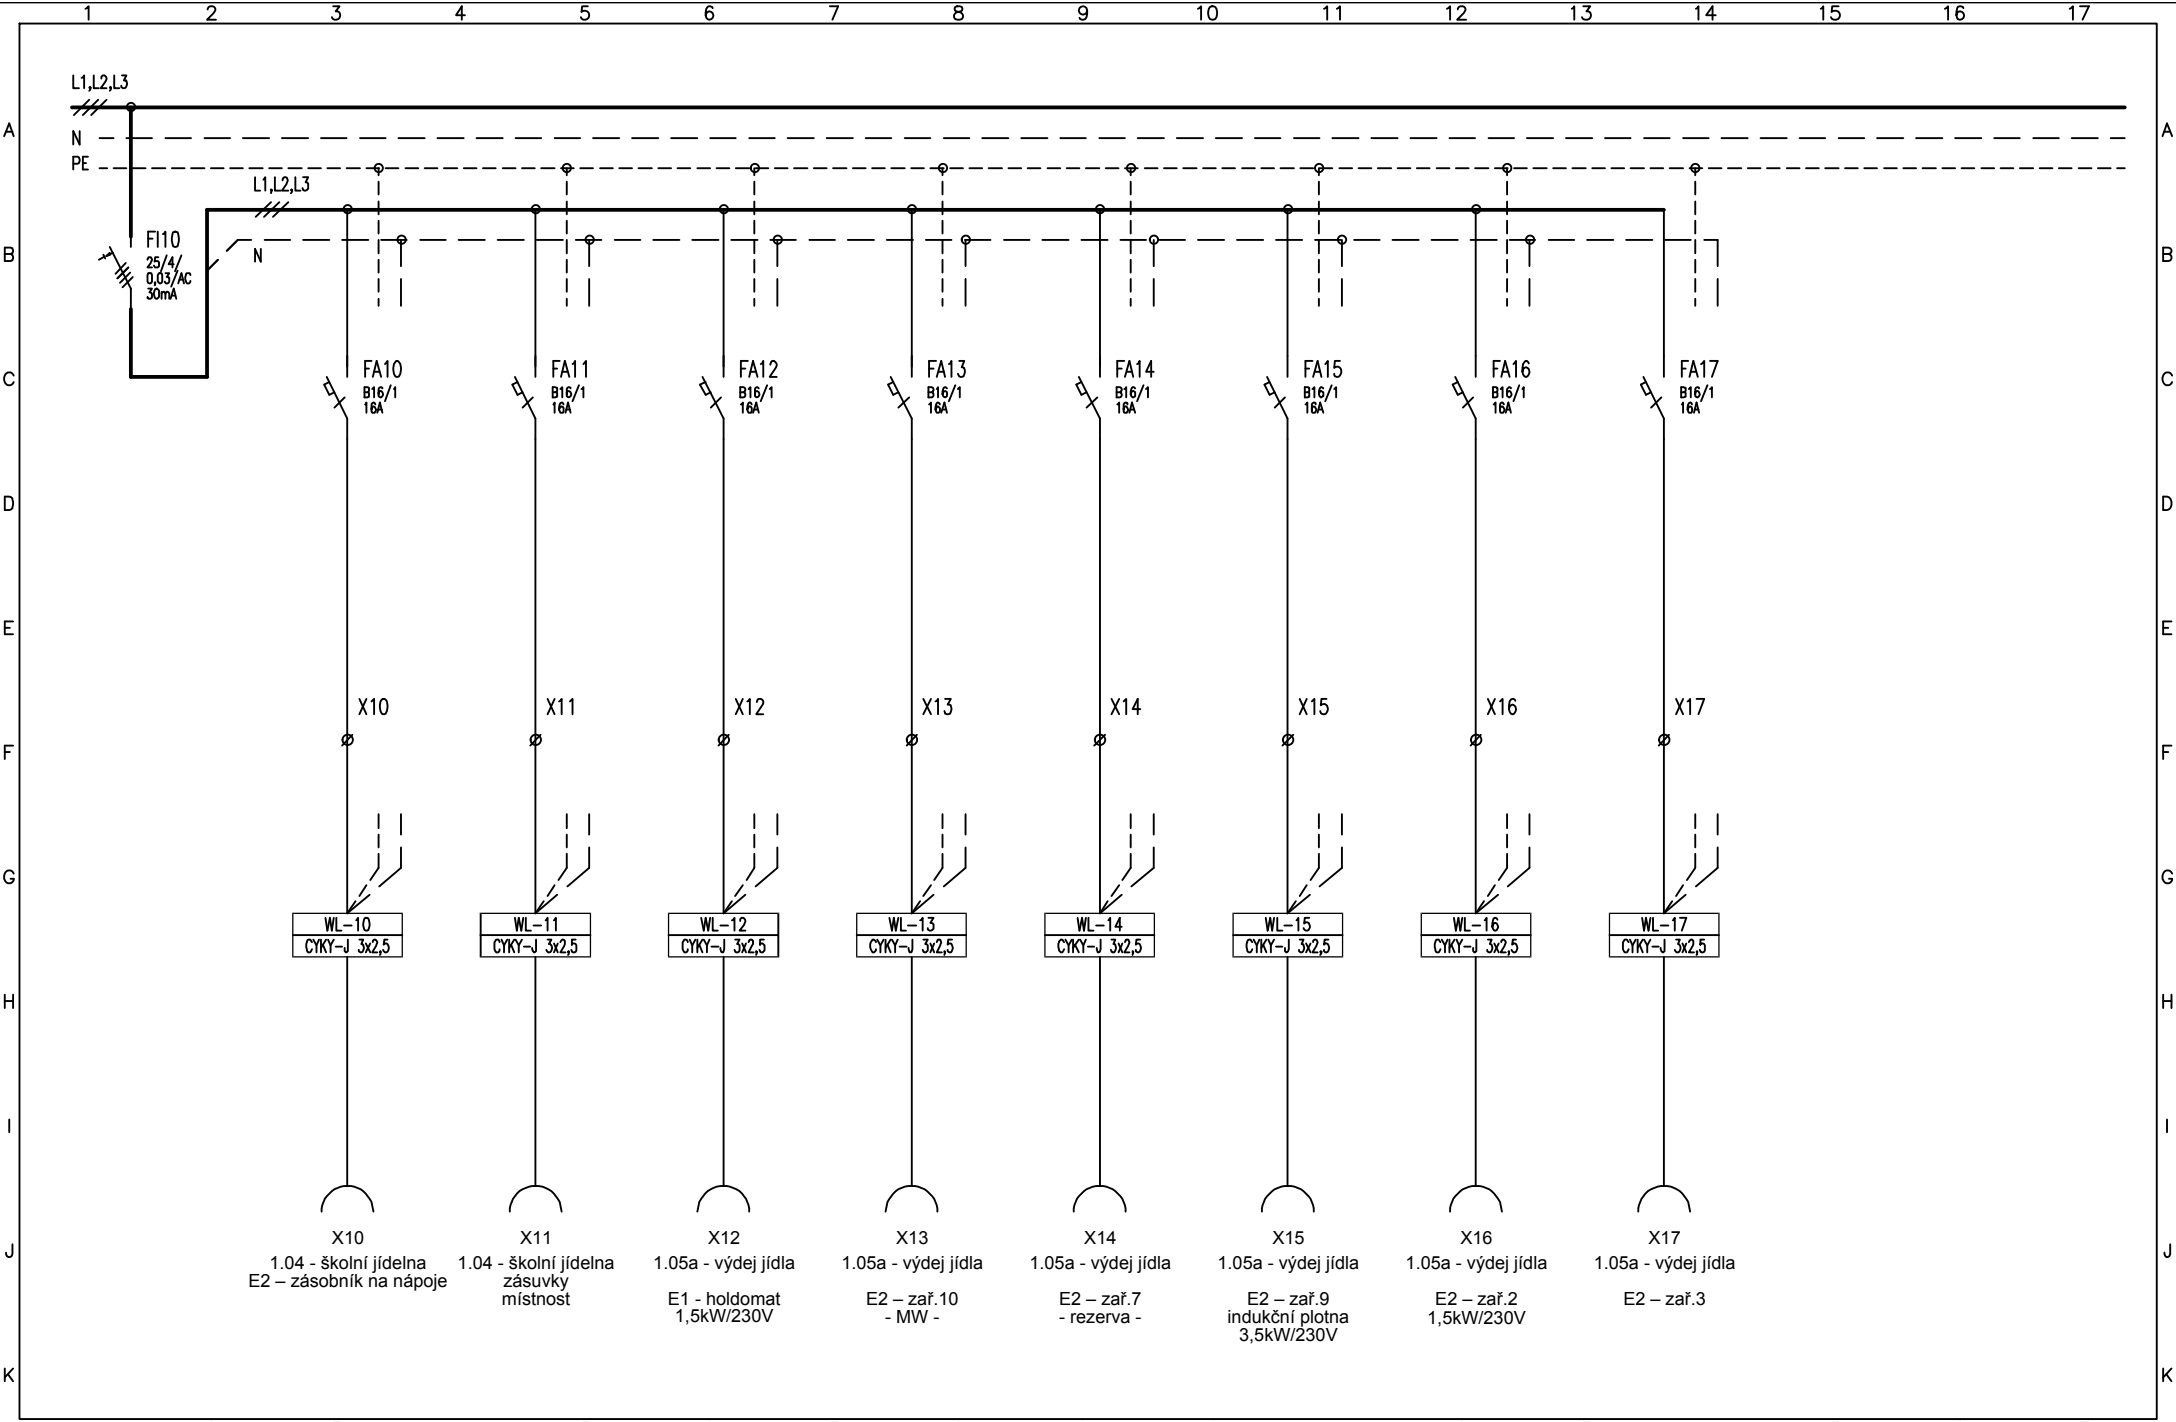 1 2 3 4 5 6 7 8 9 10 11 12 13 14 15 16 17
L1,L2,L3
A A
N
PE
L1,L2,L3
FI10
B N B
25/4/
0,03/AC
30mA
FA10 FA11 FA12 FA13 FA14 FA15 FA16 FA17
C C
B16/1 B16/1 B16/1 B16/1 B16/1 B16/1 B16/1 B16/1
16A 16A 16A 16A 16A 16A 16A 16A
D D
E E
X10 X11 X12 X13 X14 X15 X16 X17
F F
G G
WL-10 WL-11 WL-12 WL-13 WL-14 WL-15 WL-16 WL-17
CYKY-J 3x2,5 CYKY-J 3x2,5 CYKY-J 3x2,5 CYKY-J 3x2,5 CYKY-J 3x2,5 CYKY-J 3x2,5 CYKY-J 3x2,5 CYKY-J 3x2,5
H H
I I
J J
X10
1.04 - školní jídelna
E2 – zásobník na nápoje
X11
1.04 - školní jídelna
zásuvky
místnost
X12
1.05a - výdej jídla
E1 - holdomat
1,5kW/230V
X13
1.05a - výdej jídla
E2 – zař.10
- MW -
X14
1.05a - výdej jídla
E2 – zař.7
- rezerva -
X15
1.05a - výdej jídla
E2 – zař.9
indukční plotna
3,5kW/230V
X16
1.05a - výdej jídla
E2 – zař.2
1,5kW/230V
X17
1.05a - výdej jídla
E2 – zař.3
K K